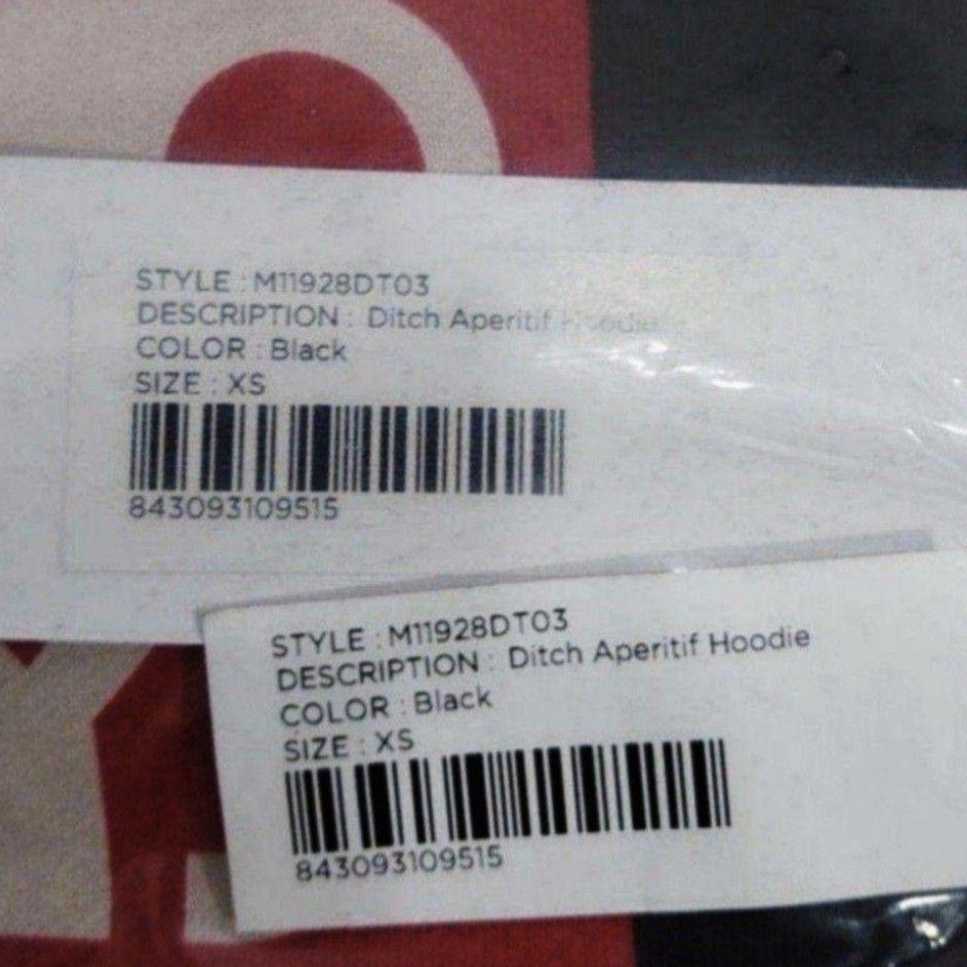 STYLE : M11928DT03
DESCRIPTION : Ditch Aperitif Hoodie
COLOR : Black
SIZE : XS
843093109515
STYLE : M11928DT03
DESCRIPTION : Ditch Aperitif Hoodie
COLOR : Black
SIZE : XS
843093109515